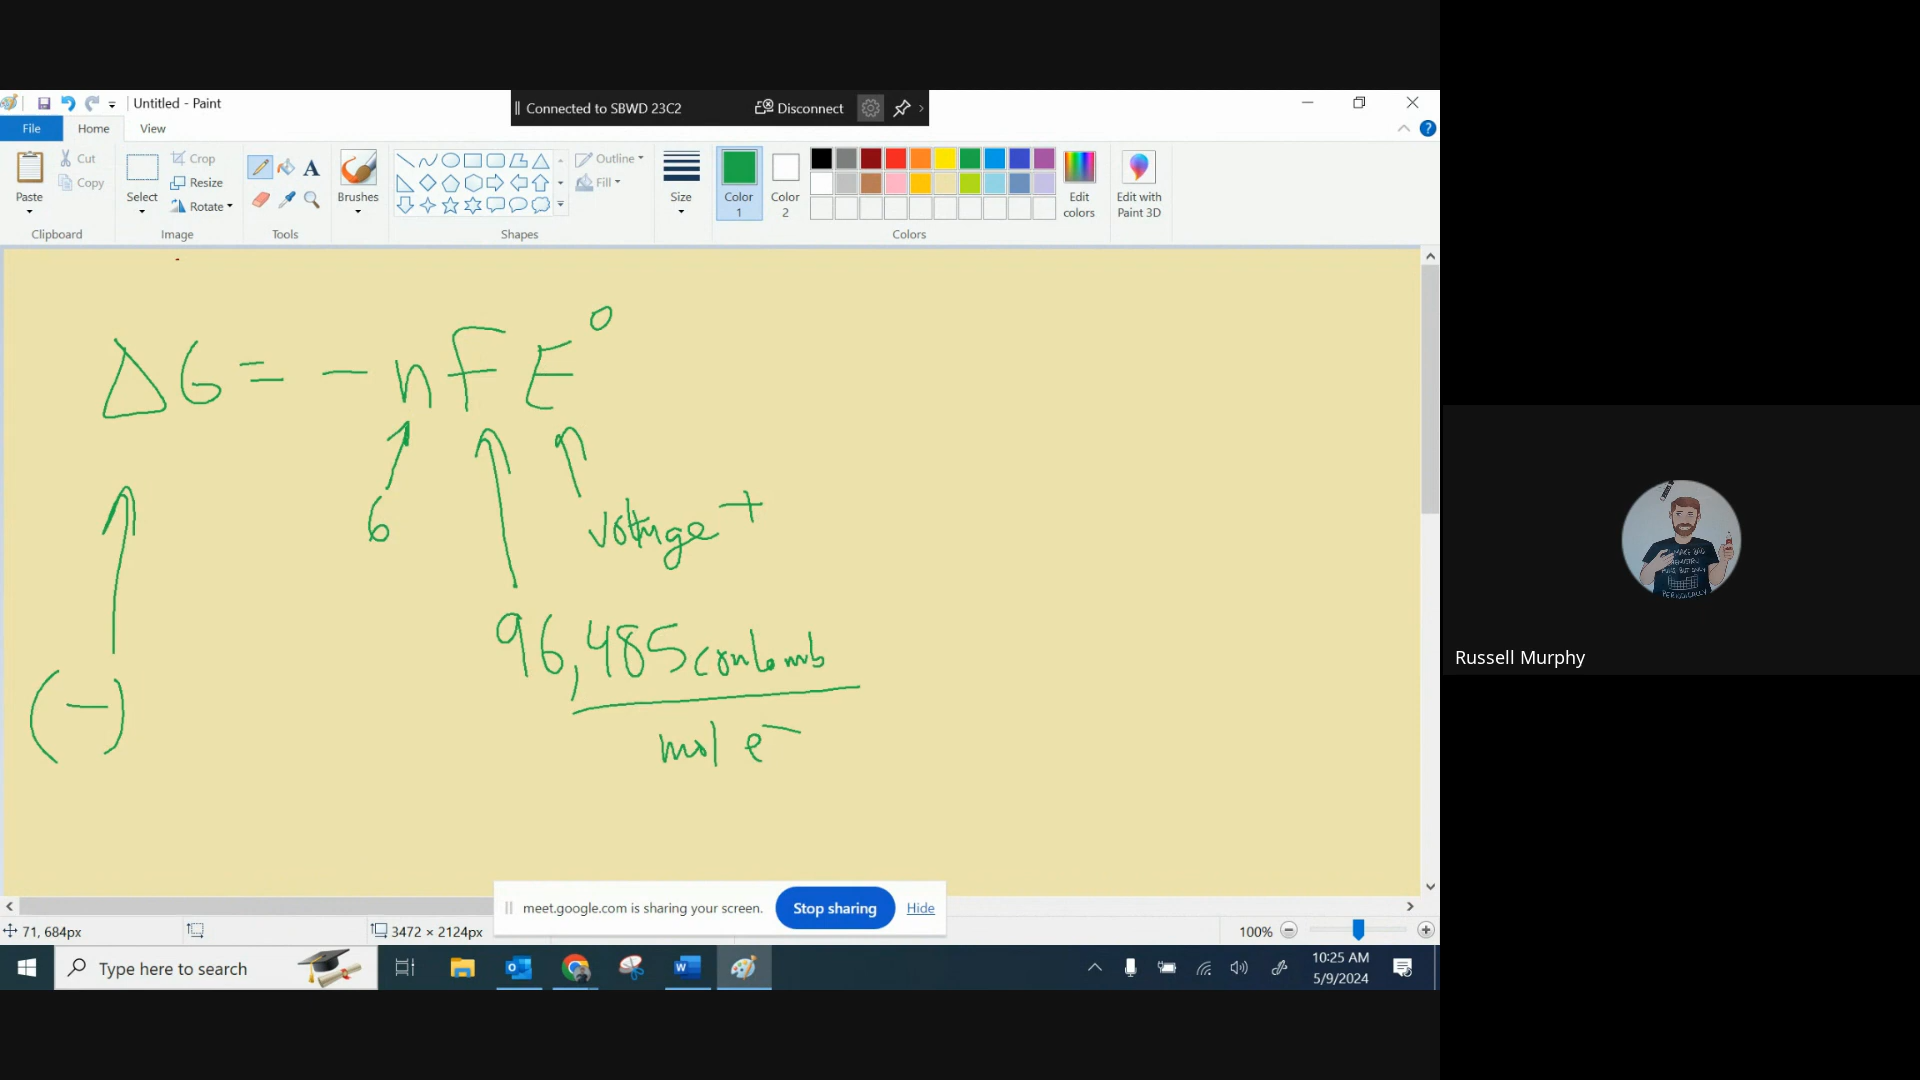 Untitled - Paint
Connected to SBWD 23C2
Disconnect
File
Home
View
Paste
Cut
Copy
Clipboard
Select
Crop
Resize
Rotate
Image
A
Tools
Brushes
Outline
Fill
Shapes
Size
Color 1
Color 2
Edit colors
Colors
Edit with Paint 3D
ΔG = - n F E°
6
voltage +
96,485 coulomb
mol e⁻
(-)
meet.google.com is sharing your screen.
Stop sharing
Hide
71, 684px
3472 × 2124px
100%
Type here to search
10:25 AM
5/9/2024
Russell Murphy
PERIODICALLY